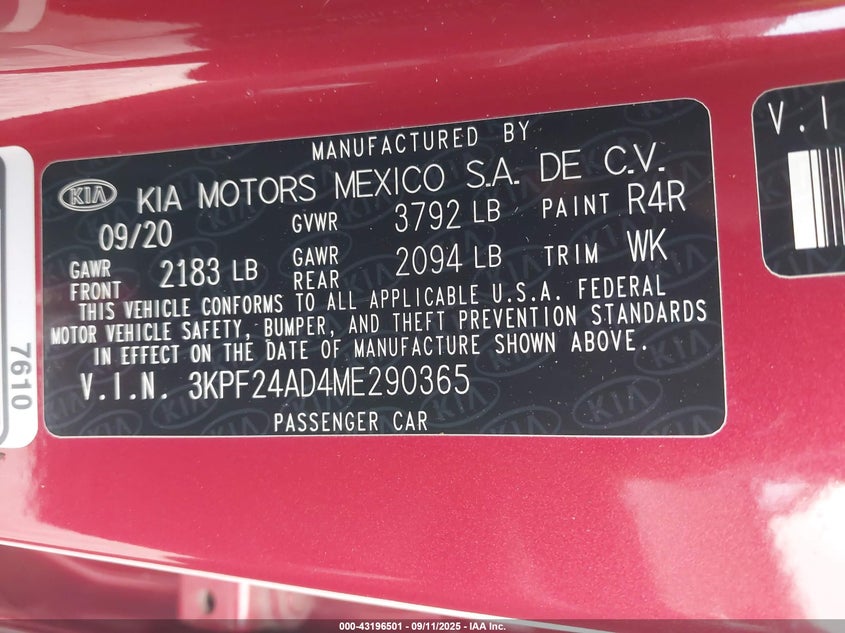 MANUFACTURED BY
KIA KIA MOTORS MEXICO S.A. DE C.V.
09/20 GVWR 3792 LB PAINT R4R
GAWR FRONT 2183 LB GAWR REAR 2094 LB TRIM WK
THIS VEHICLE CONFORMS TO ALL APPLICABLE U.S.A. FEDERAL
MOTOR VEHICLE SAFETY, BUMPER, AND THEFT PREVENTION STANDARDS
IN EFFECT ON THE DATE OF MANUFACTURE SHOWN ABOVE.
V.I.N. 3KPF24AD4ME290365
PASSENGER CAR
7610
V.I
000-43196501 - 09/11/2025 - IAA Inc.